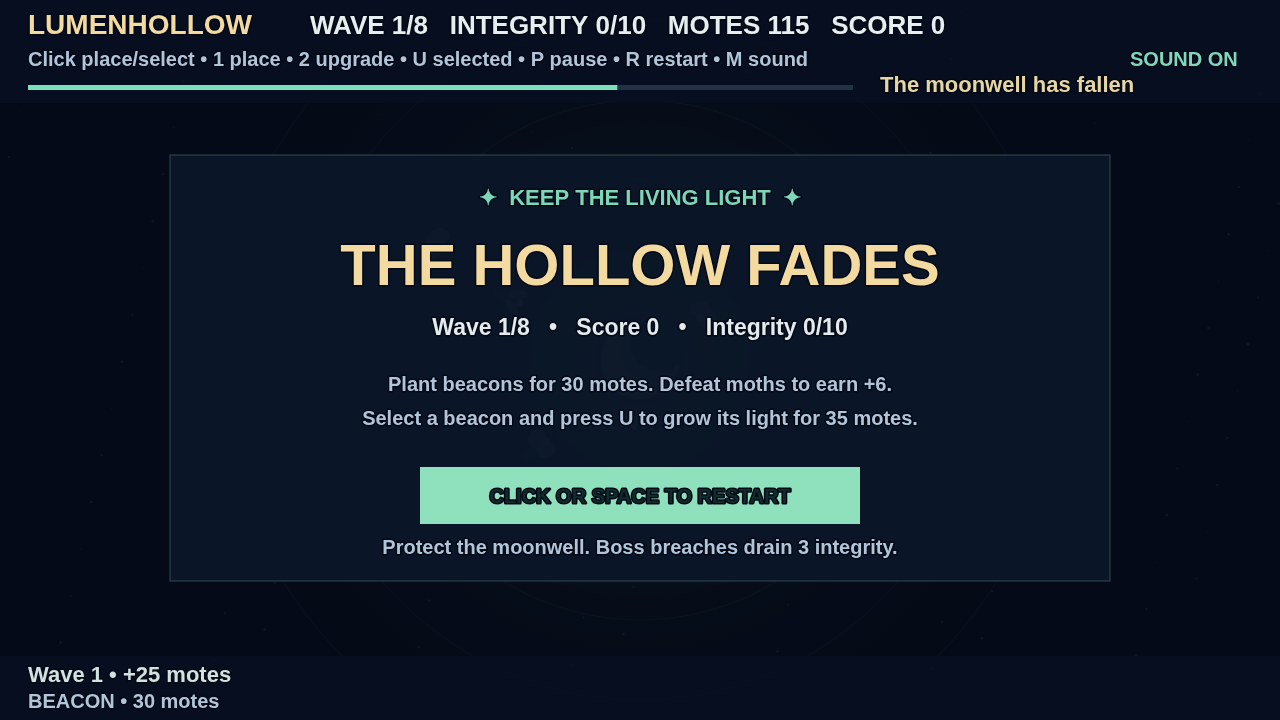 LUMENHOLLOW WAVE 1/8 INTEGRITY 0/10 MOTES 115 SCORE 0
Click place/select • 1 place • 2 upgrade • U selected • P pause • R restart • M sound SOUND ON
The moonwell has fallen
✦ KEEP THE LIVING LIGHT ✦
THE HOLLOW FADES
Wave 1/8 • Score 0 • Integrity 0/10
Plant beacons for 30 motes. Defeat moths to earn +6.
Select a beacon and press U to grow its light for 35 motes.
CLICK OR SPACE TO RESTART
Protect the moonwell. Boss breaches drain 3 integrity.
Wave 1 • +25 motes
BEACON • 30 motes